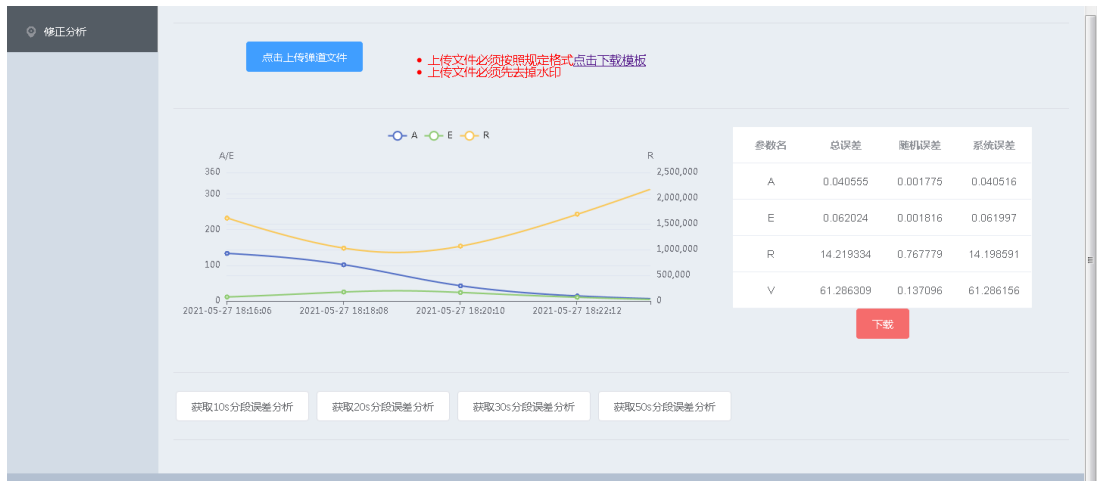 修正分析
点击上传弹道文件
上传文件必须按照规定格式点击下载模板
上传文件必须先去掉水印
A E R
A/E R
360 2,500,000
300 2,000,000
200 1,500,000
100 1,000,000
0 500,000
0
2021-05-27 18:16:06 2021-05-27 18:18:08 2021-05-27 18:20:10 2021-05-27 18:22:12
参数名 总误差 随机误差 系统误差
A 0.040555 0.001775 0.040516
E 0.062024 0.001816 0.061997
R 14.219334 0.767779 14.198591
V 61.286309 0.137096 61.286156
下载
获取10s分段误差分析 获取20s分段误差分析 获取30s分段误差分析 获取50s分段误差分析